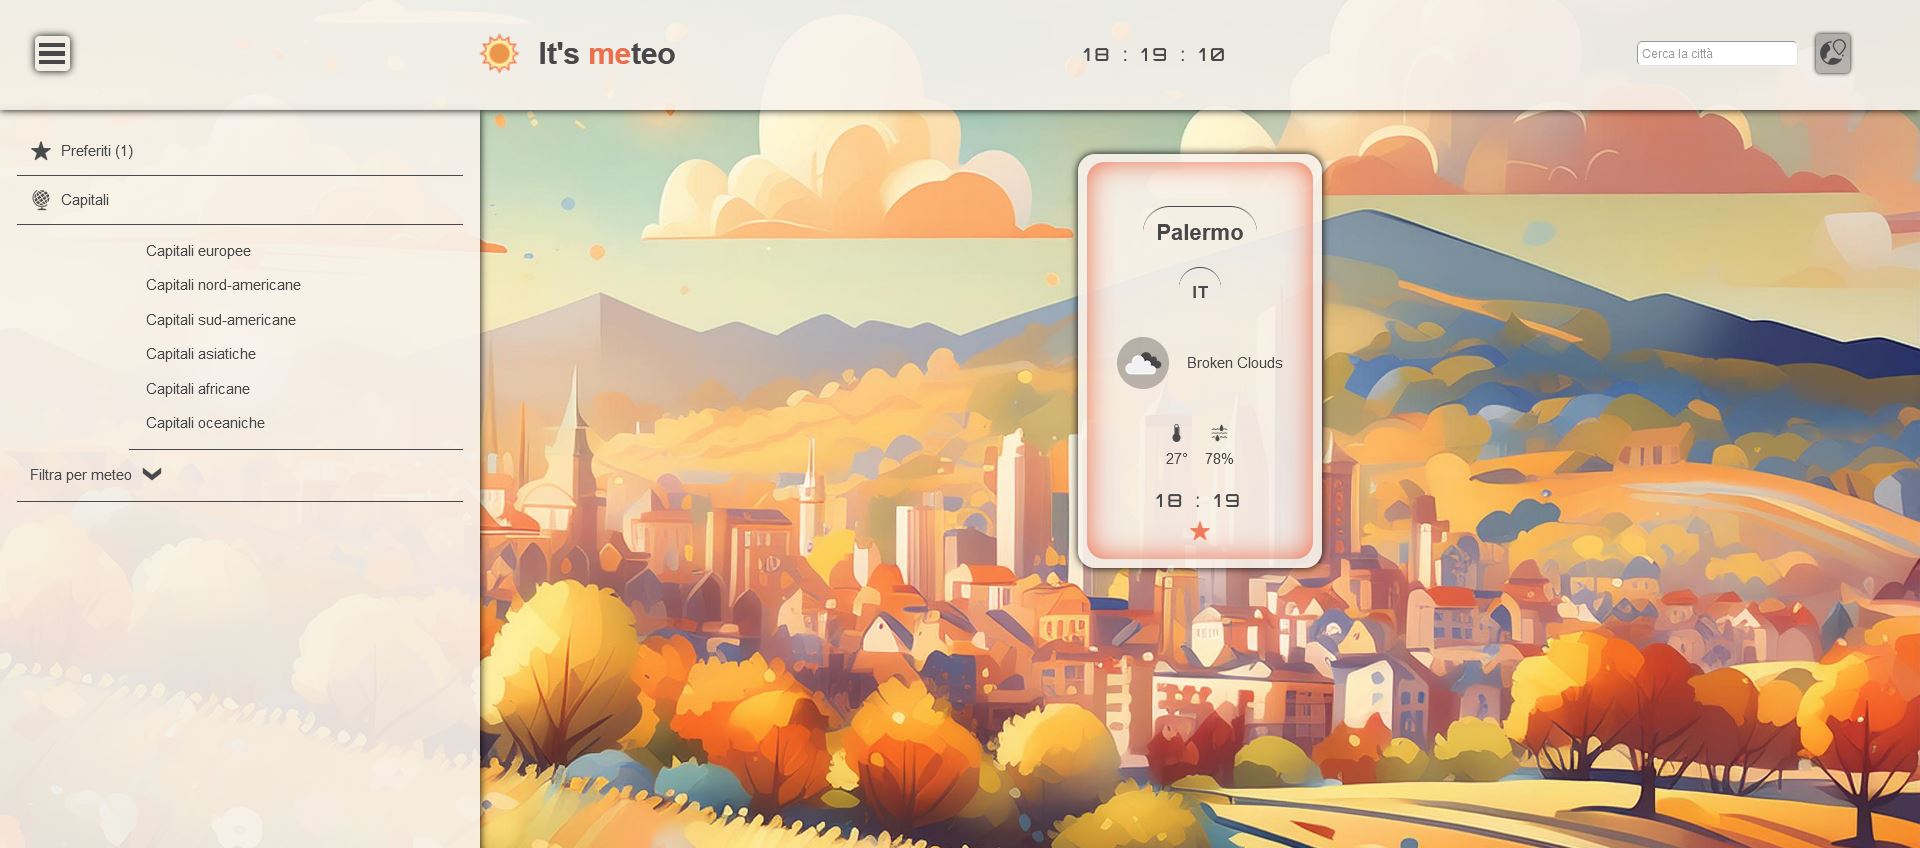 It's meteo
18 : 19 : 10
Cerca la città
Preferiti (1)
Capitali
Capitali europee
Capitali nord-americane
Capitali sud-americane
Capitali asiatiche
Capitali africane
Capitali oceaniche
Filtra per meteo
Palermo
IT
Broken Clouds
27° 78%
18 : 19